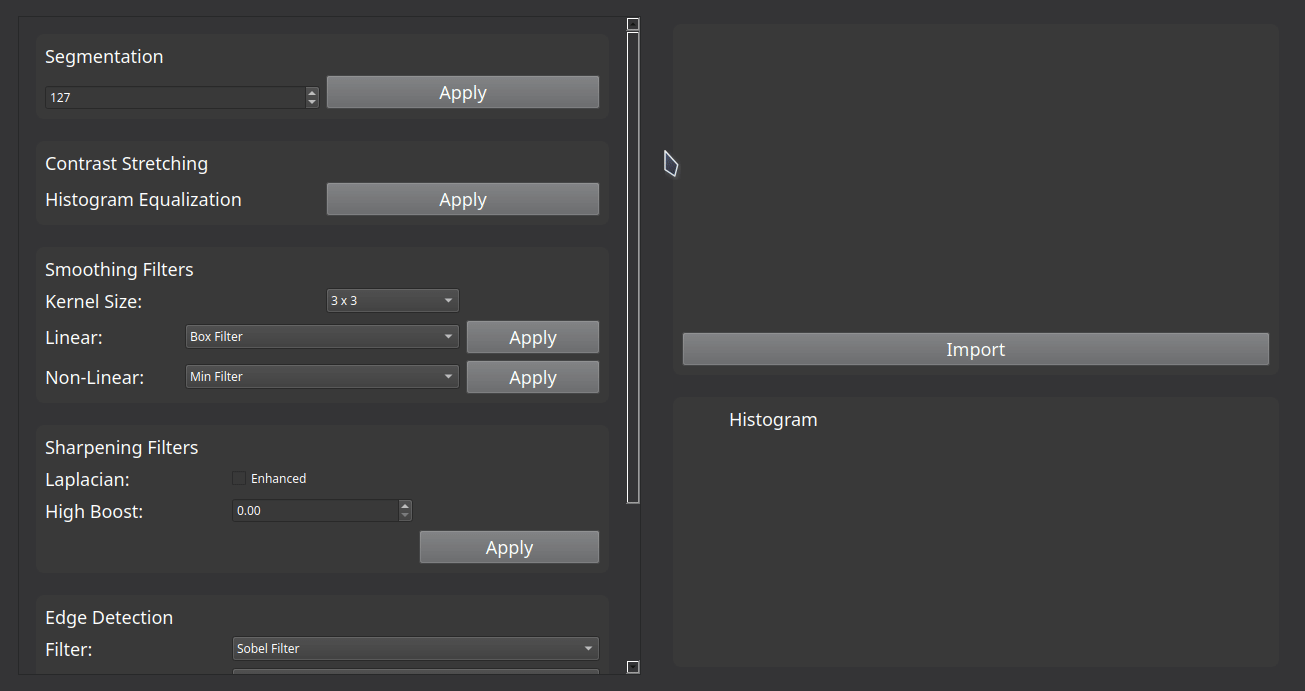 Segmentation
127
Apply
Contrast Stretching
Histogram Equalization
Apply
Smoothing Filters
Kernel Size:
3 x 3
Linear:
Box Filter
Apply
Non-Linear:
Min Filter
Apply
Sharpening Filters
Laplacian:
Enhanced
High Boost:
0.00
Apply
Edge Detection
Filter:
Sobel Filter
Import
Histogram